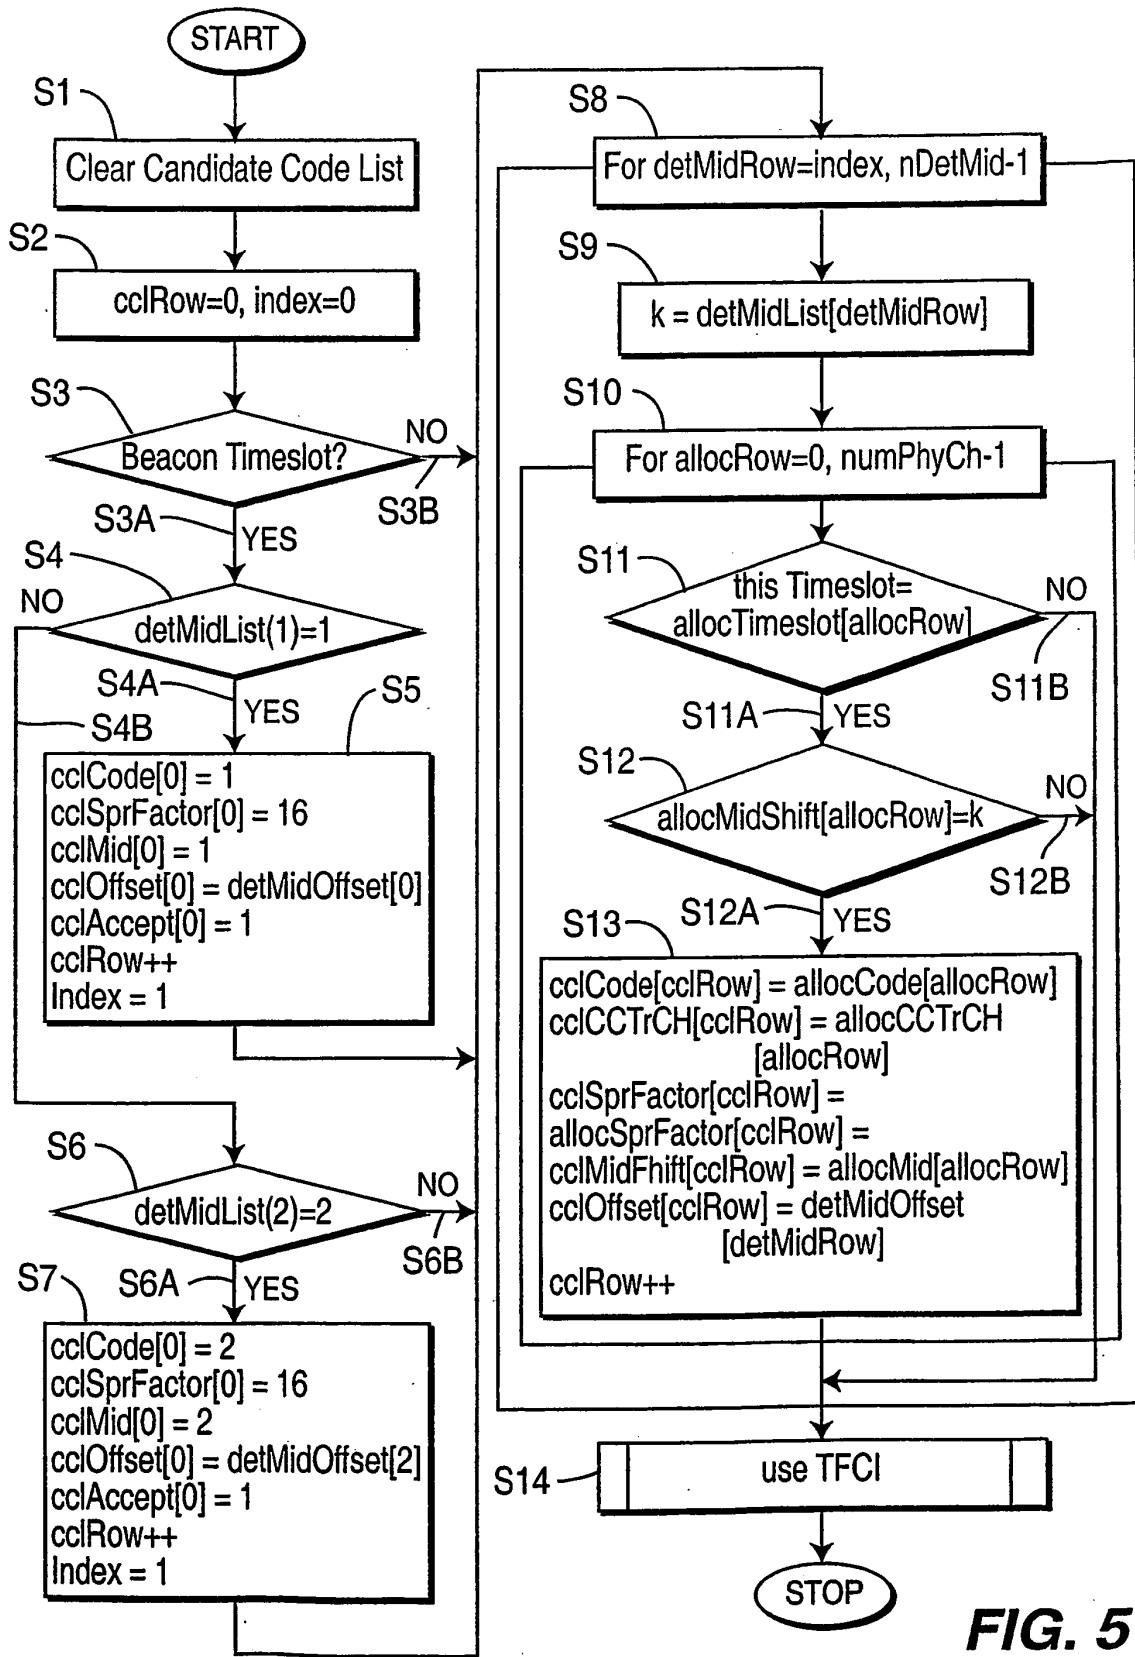 START
S1
Clear Candidate Code List
S2
cclRow=0, index=0
S3
Beacon Timeslot?
NO
S3B
S3A
YES
S4
NO
detMidList(1)=1
S4A
YES
S4B
S5
cclCode[0] = 1
cclSprFactor[0] = 16
cclMid[0] = 1
cclOffset[0] = detMidOffset[0]
cclAccept[0] = 1
cclRow++
Index = 1
S6
detMidList(2)=2
NO
S6B
S6A
YES
S7
cclCode[0] = 2
cclSprFactor[0] = 16
cclMid[0] = 2
cclOffset[0] = detMidOffset[2]
cclAccept[0] = 1
cclRow++
Index = 1
S8
For detMidRow=index, nDetMid-1
S9
k = detMidList[detMidRow]
S10
For allocRow=0, numPhyCh-1
S11
this Timeslot=
allocTimeslot[allocRow
NO
S11B
S11A
YES
S12
allocMidShift[allocRow]=k
NO
S12B
S12A
YES
S13
cclCode[cclRow] = allocCode[allocRow]
cclCCTrCH[cclRow] = allocCCTrCH
[allocRow]
cclSprFactor[cclRow] =
allocSprFactor[cclRow] =
cclMidFhift[cclRow] = allocMid[allocRow]
cclOffset[cclRow] = detMidOffset
[detMidRow]
cclRow++
S14
use TFCI
STOP
FIG. 5